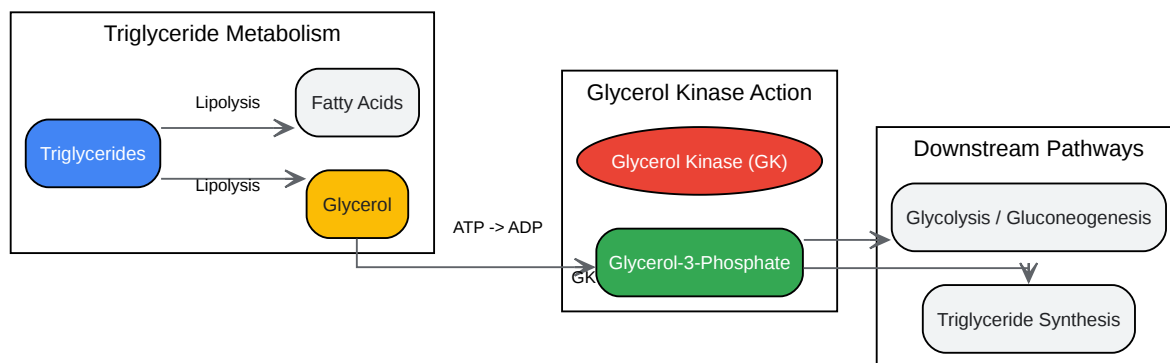 Triglyceride Metabolism
Lipolysis
Fatty Acids
Triglycerides
Lipolysis
Glycerol
ATP -> ADP
GK
Glycerol Kinase Action
Glycerol Kinase (GK)
Glycerol-3-Phosphate
Downstream Pathways
Glycolysis / Gluconeogenesis
Triglyceride Synthesis